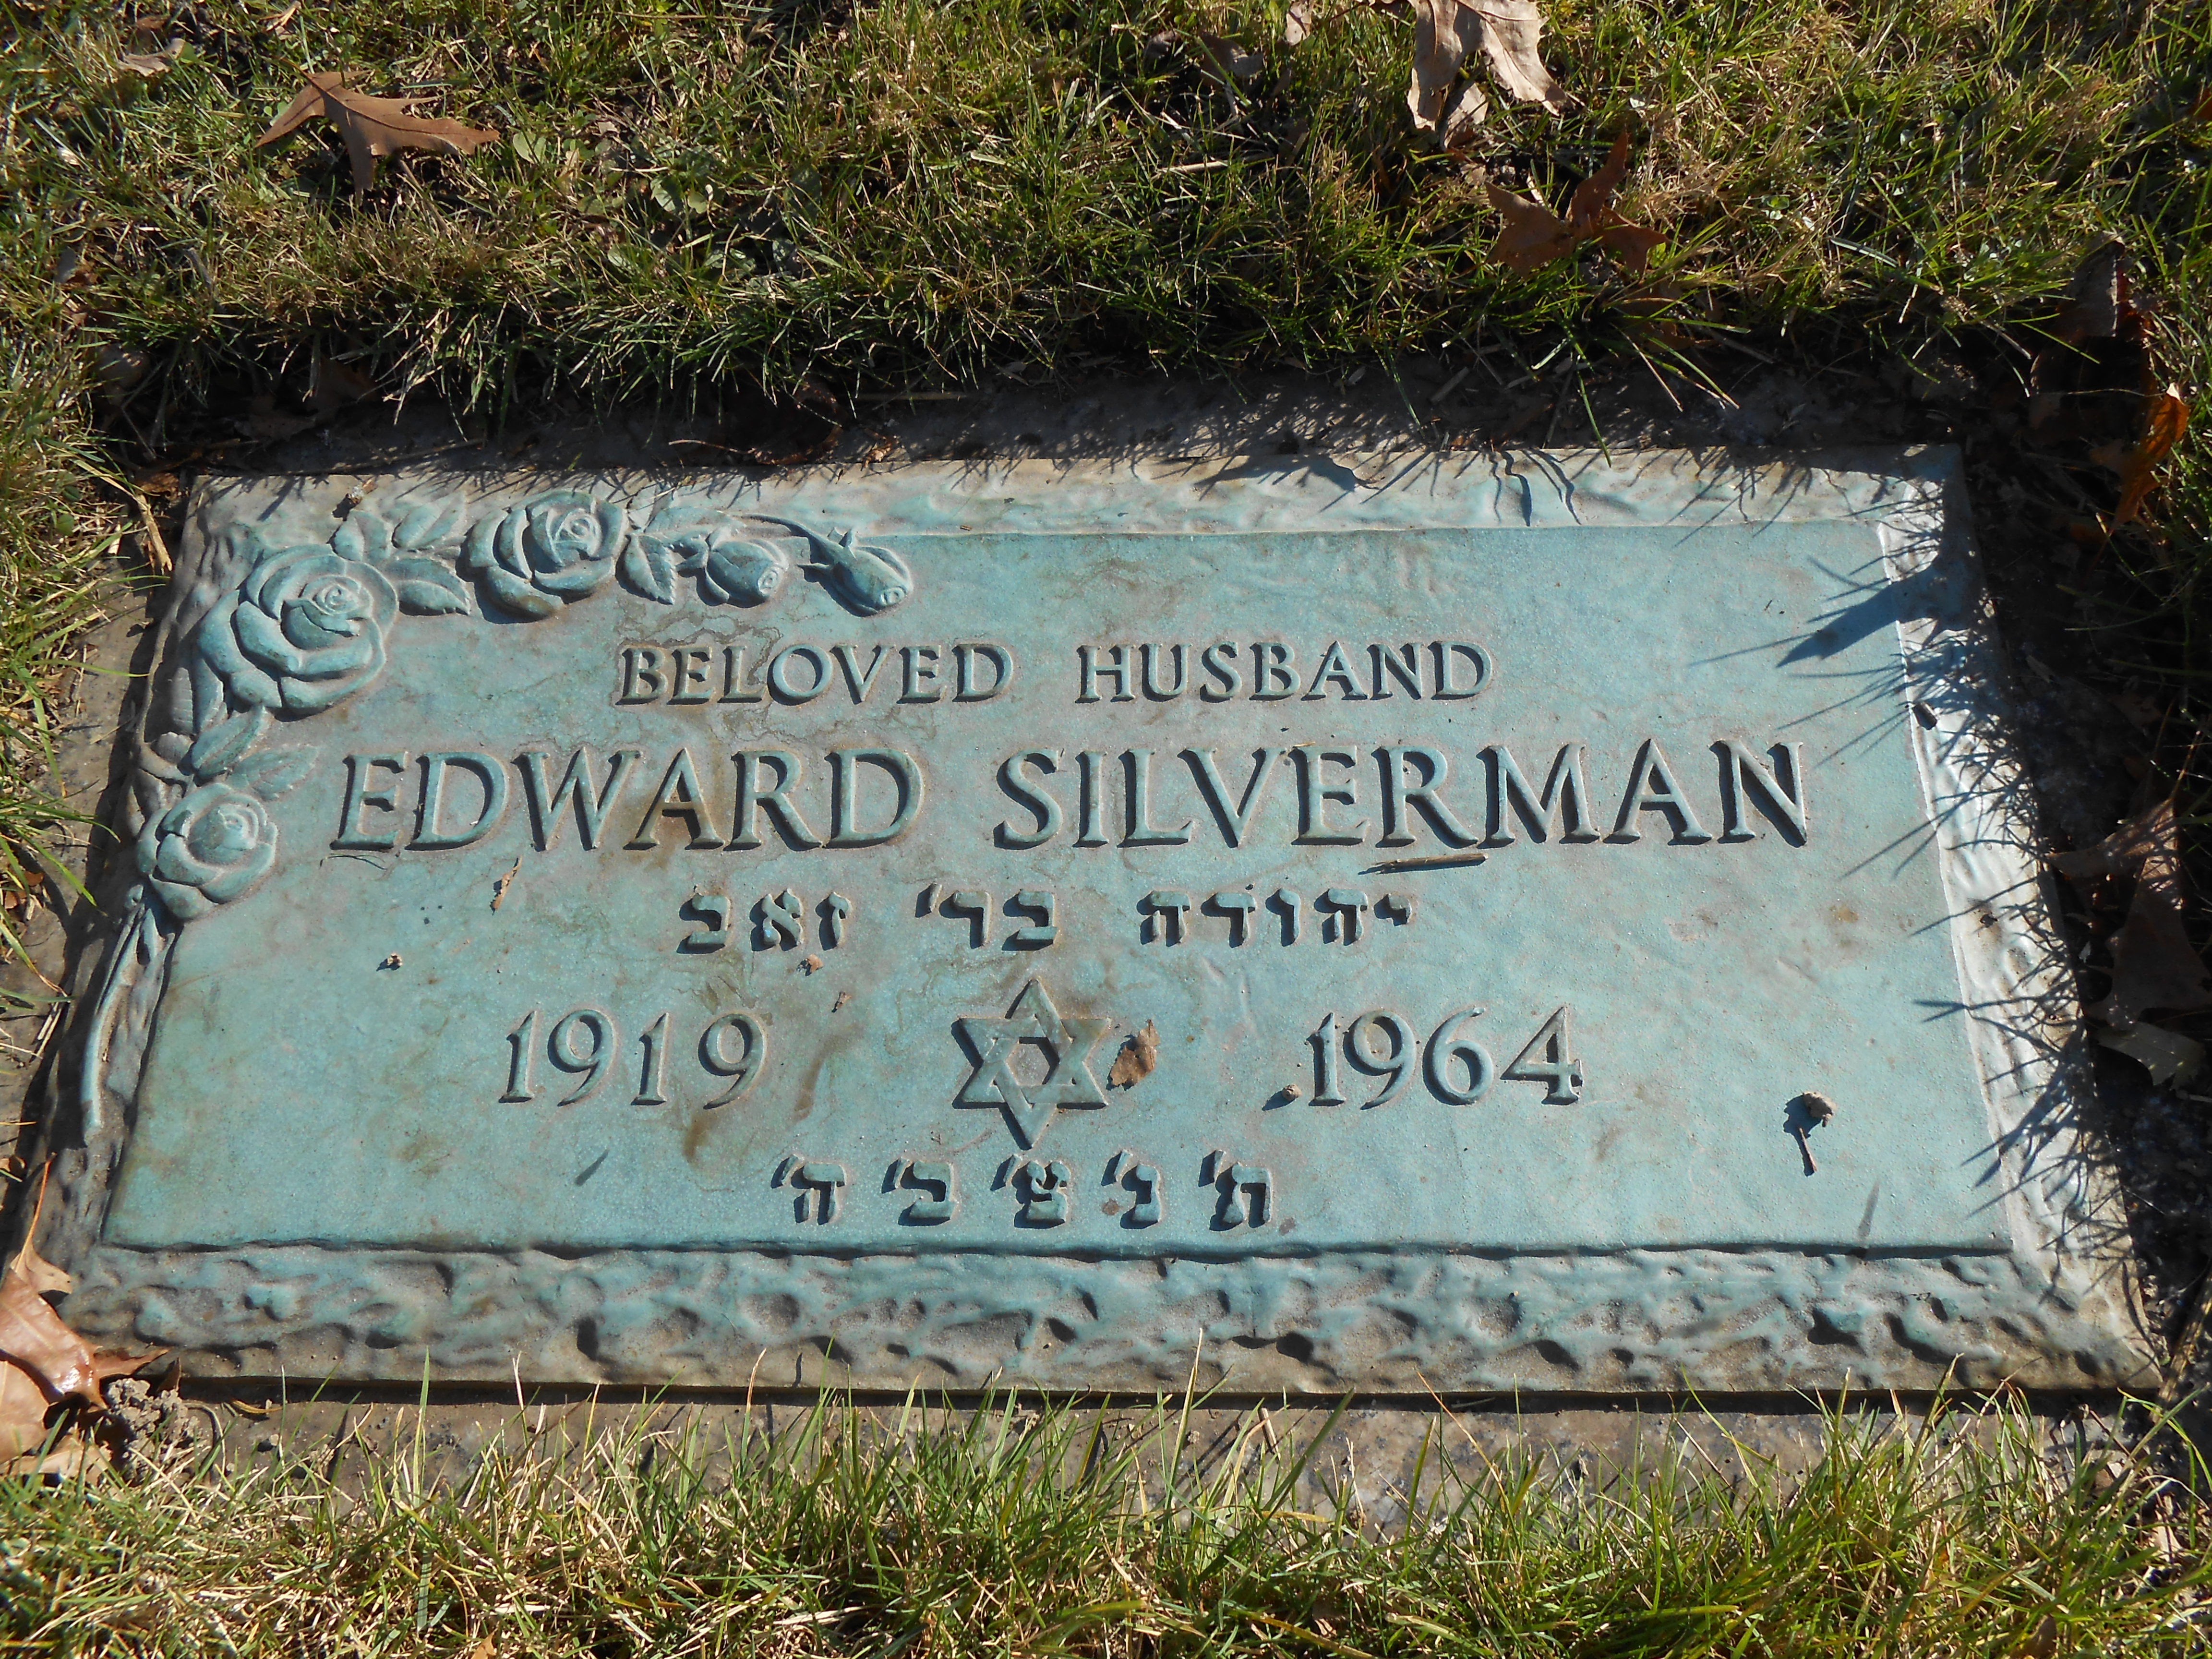 BELOVED HUSBAND
EDWARD SILVERMAN
יהודה בר' זאב
1919 1964
ת' נ' צ' ב' ה'